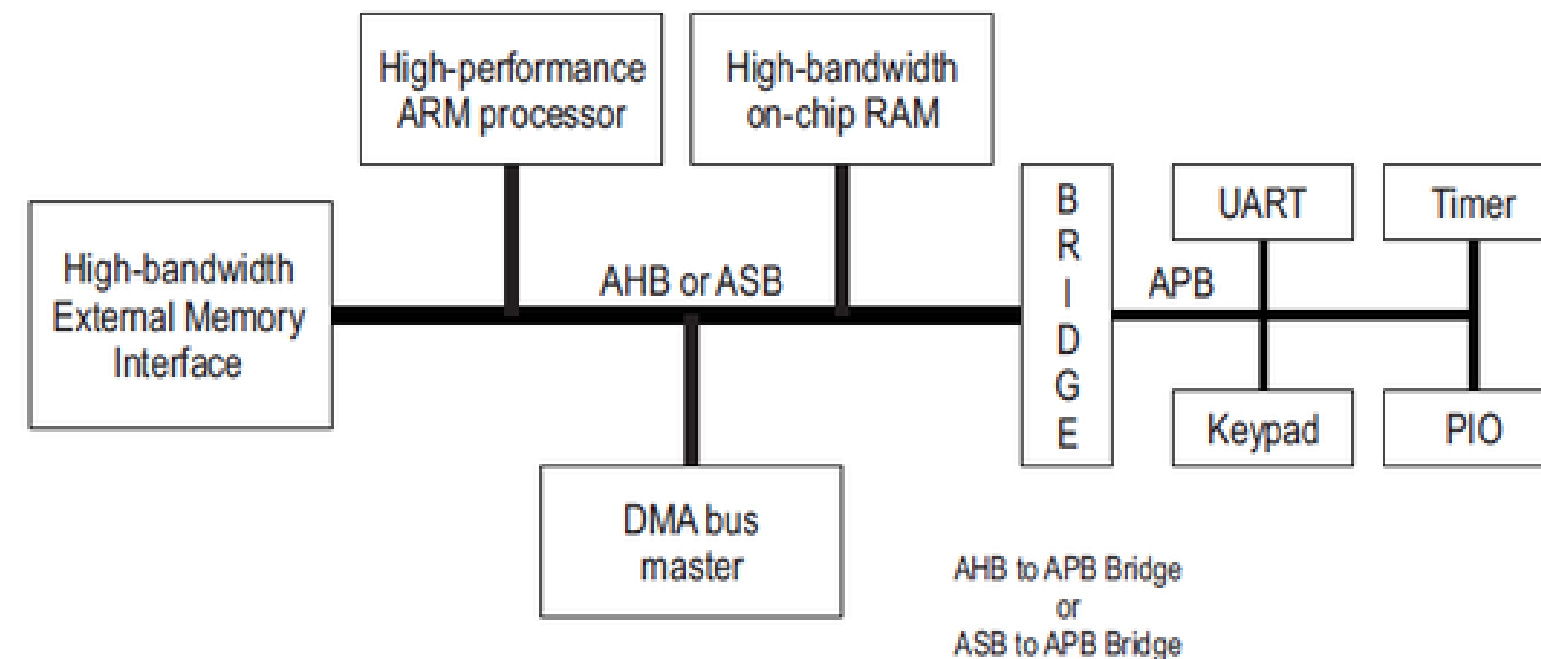 High-performance
ARM processor
High-bandwidth
on-chip RAM
High-bandwidth
External Memory
Interface
AHB or ASB
B
R
I
D
G
E
APB
UART
Timer
Keypad
PIO
DMA bus
master
AHB to APB Bridge
or
ASB to APB Bridge